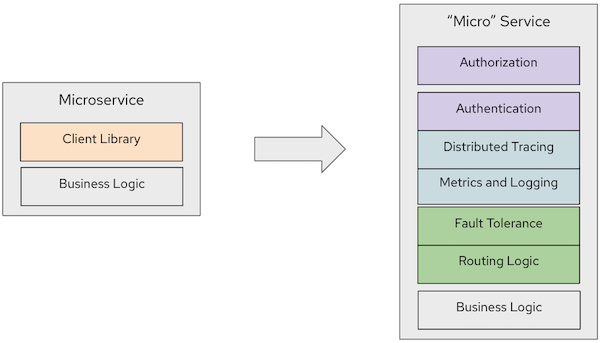 Microservice
Client Library
Business Logic
“Micro” Service
Authorization
Authentication
Distributed Tracing
Metrics and Logging
Fault Tolerance
Routing Logic
Business Logic